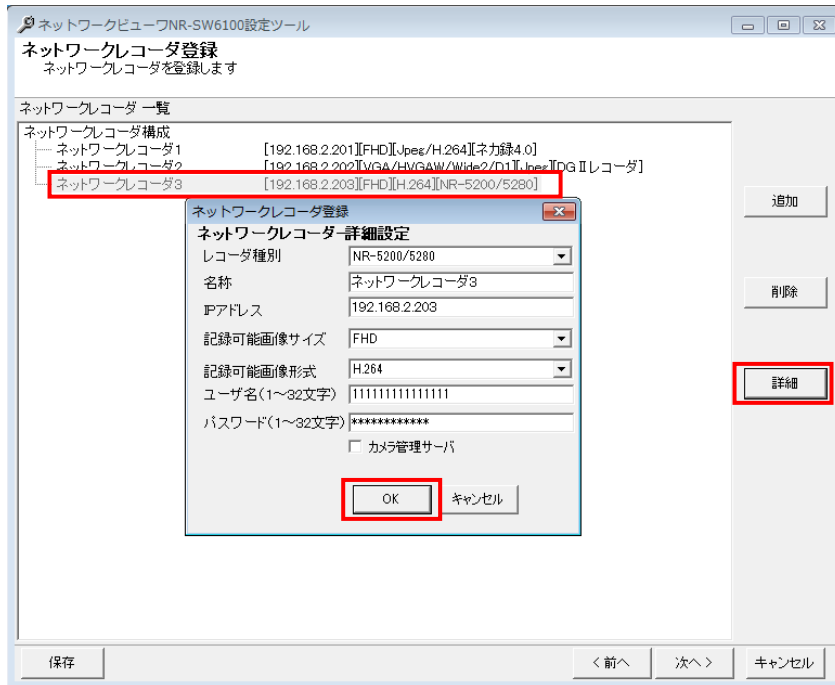 ネットワークビューワNR-SW6100設定ツール
ネットワークレコーダ登録
ネットワークレコーダを登録します
ネットワークレコーダ 一覧
ネットワークレコーダ構成
ネットワークレコーダ1 [192.168.2.201][FHD][Jpeg/H.264][ネカ録4.0]
ネットワークレコーダ2 [192.168.2.202][VGA/HVGAW/Wide2/D1][Jpeg][DGⅡレコーダ]
ネットワークレコーダ3 [192.168.2.203][FHD][H.264][NR-5200/5280]
追加
削除
詳細
ネットワークレコーダ登録
ネットワークレコーダー詳細設定
レコーダ種別 NR-5200/5280
名称 ネットワークレコーダ3
IPアドレス 192.168.2.203
記録可能画像サイズ FHD
記録可能画像形式 H.264
ユーザ名(1～32文字) 111111111111111
パスワード(1～32文字) ************
カメラ管理サーバ
OK キャンセル
保存 <前へ 次へ> キャンセル